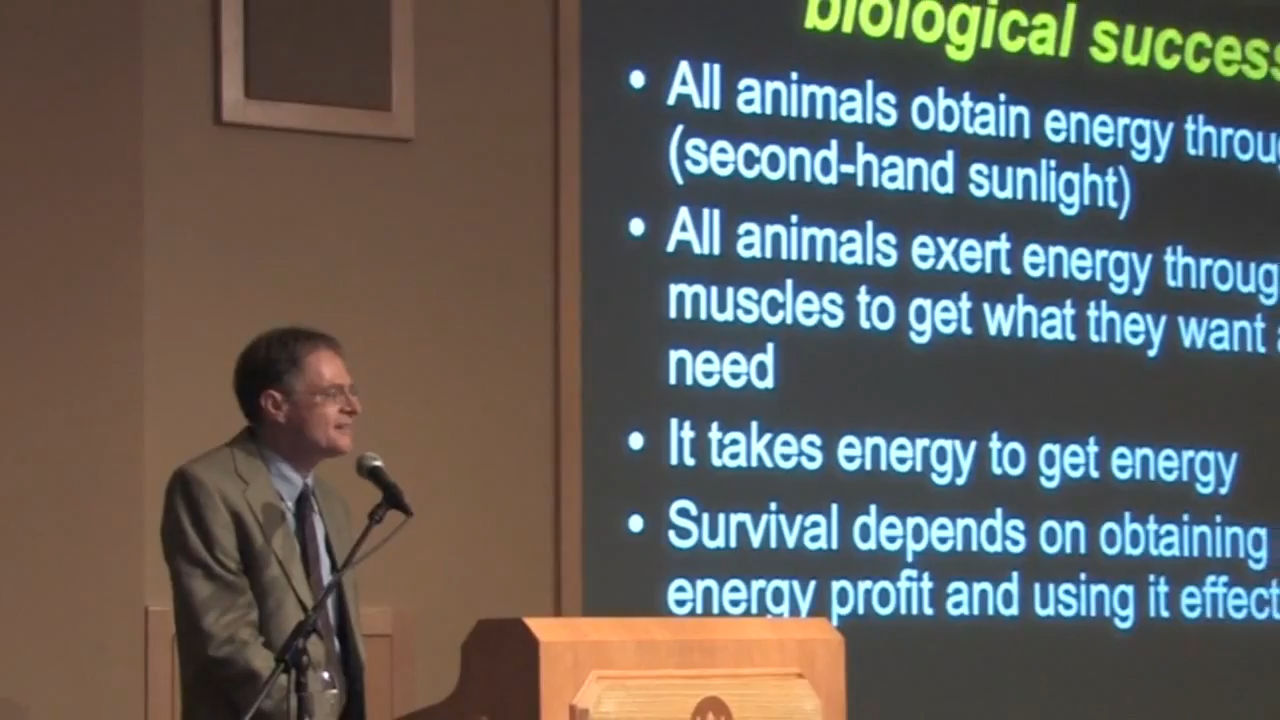 biological success
• All animals obtain energy throu
(second-hand sunlight)
• All animals exert energy throug
muscles to get what they want
need
• It takes energy to get energy
• Survival depends on obtaining
energy profit and using it effect